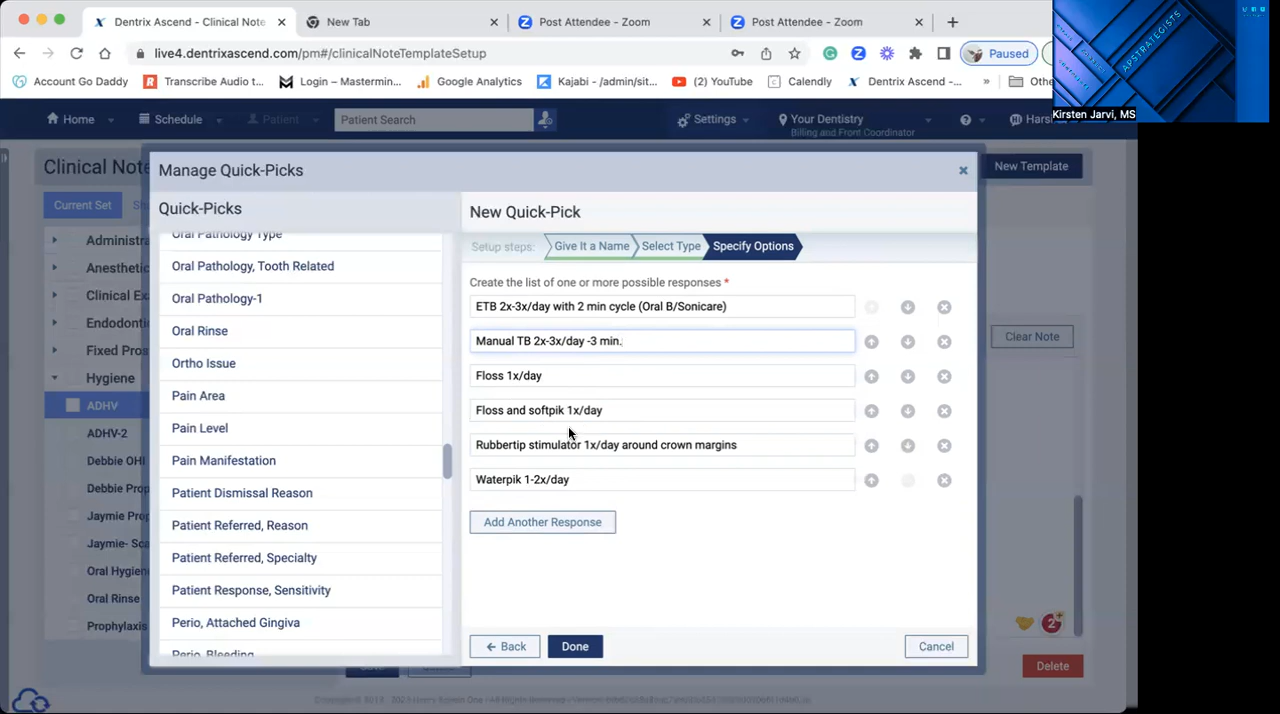 Dentrix Ascend - Clinical Note
New Tab
Post Attendee - Zoom
Post Attendee - Zoom
APSTRATEGISTS
Kirsten Jarvi, MS
live4.dentrixascend.com/pm#/clinicalNoteTemplateSetup
Paused
Account Go Daddy
Transcribe Audio t...
Login – Mastermin...
Google Analytics
Kajabi - /admin/sit...
(2) YouTube
Calendly
Dentrix Ascend -...
»
Home
Schedule
Patient
Patient Search
Settings
Your Dentistry
Billing and Front Coordinator
Clinical Note
New Template
Current Set
Administra
Anesthetic
Clinical Ex
Endodonti
Fixed Pros
Hygiene
ADHV
ADHV-2
Debbie OHI
Debbie Pro
Jaymie Pro
Jaymie- Sca
Oral Hygien
Oral Rinse
Prophylaxis
Manage Quick-Picks
Quick-Picks
Oral Pathology Type
Oral Pathology, Tooth Related
Oral Pathology-1
Oral Rinse
Ortho Issue
Pain Area
Pain Level
Pain Manifestation
Patient Dismissal Reason
Patient Referred, Reason
Patient Referred, Specialty
Patient Response, Sensitivity
Perio, Attached Gingiva
Perio, Bleeding
New Quick-Pick
Setup steps: Give It a Name Select Type Specify Options
Create the list of one or more possible responses *
ETB 2x-3x/day with 2 min cycle (Oral B/Sonicare)
Manual TB 2x-3x/day -3 min.
Floss 1x/day
Floss and softpik 1x/day
Rubbertip stimulator 1x/day around crown margins
Waterpik 1-2x/day
Add Another Response
← Back
Done
Cancel
Clear Note
2
Delete